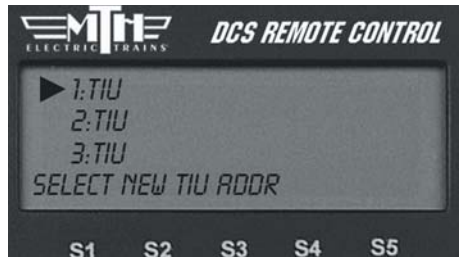 MTH DCS REMOTE CONTROL
ELECTRIC TRAINS
1:TIU
2:TIU
3:TIU
SELECT NEW TIU ADDR
S1 S2 S3 S4 S5